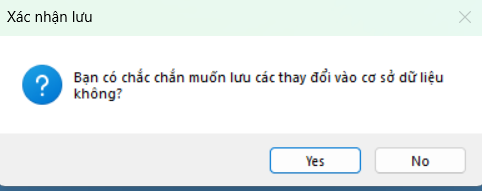 Xác nhận lưu
Bạn có chắc chắn muốn lưu các thay đổi vào cơ sở dữ liệu
không?
Yes
No